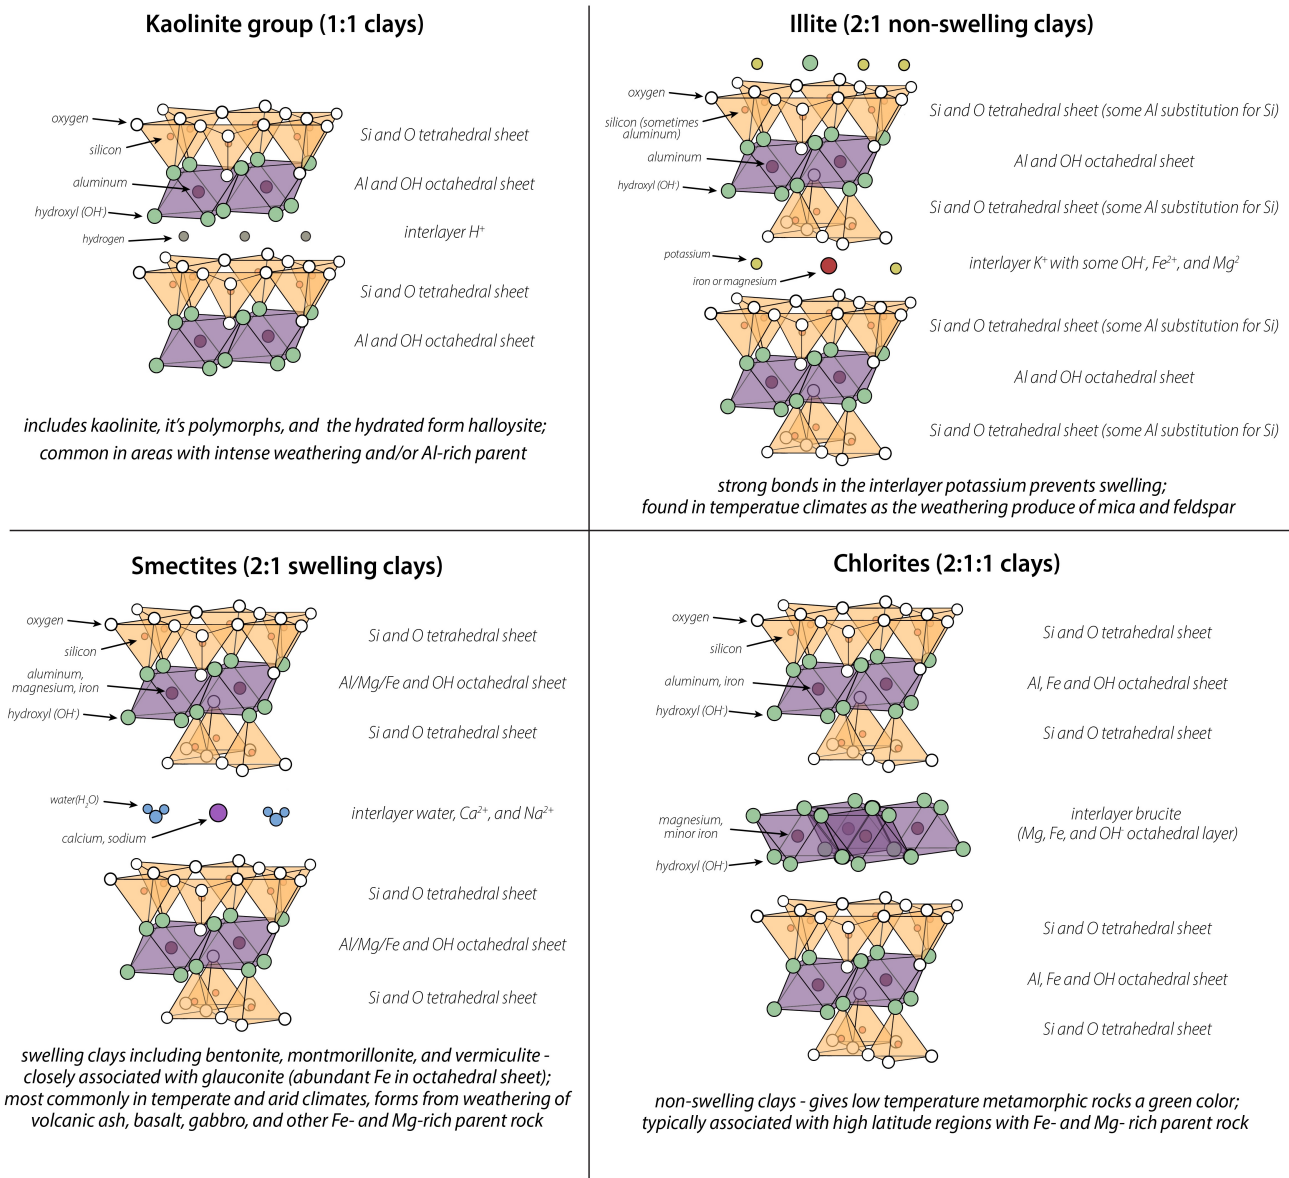 Kaolinite group (1:1 clays)
oxygen
Si and O tetrahedral sheet
silicon
aluminum
Al and OH octahedral sheet
hydroxyl (OH⁻)
hydrogen
interlayer H⁺
Si and O tetrahedral sheet
Al and OH octahedral sheet
includes kaolinite, it's polymorphs, and the hydrated form halloysite;
common in areas with intense weathering and/or Al-rich parent
Illite (2:1 non-swelling clays)
oxygen
Si and O tetrahedral sheet (some Al substitution for Si)
silicon (sometimes
aluminum)
aluminum
Al and OH octahedral sheet
hydroxyl (OH⁻)
Si and O tetrahedral sheet (some Al substitution for Si)
potassium
interlayer K⁺ with some OH⁻, Fe²⁺, and Mg²
iron or magnesium
Si and O tetrahedral sheet (some Al substitution for Si)
Al and OH octahedral sheet
Si and O tetrahedral sheet (some Al substitution for Si)
strong bonds in the interlayer potassium prevents swelling;
found in temperatue climates as the weathering produce of mica and feldspar
Smectites (2:1 swelling clays)
oxygen
Si and O tetrahedral sheet
silicon
aluminum,
magnesium, iron
Al/Mg/Fe and OH octahedral sheet
hydroxyl (OH⁻)
Si and O tetrahedral sheet
water(H₂O)
interlayer water, Ca²⁺, and Na²⁺
calcium, sodium
Si and O tetrahedral sheet
Al/Mg/Fe and OH octahedral sheet
Si and O tetrahedral sheet
swelling clays including bentonite, montmorillonite, and vermiculite -
closely associated with glauconite (abundant Fe in octahedral sheet);
most commonly in temperate and arid climates, forms from weathering of
volcanic ash, basalt, gabbro, and other Fe- and Mg-rich parent rock
Chlorites (2:1:1 clays)
oxygen
Si and O tetrahedral sheet
silicon
aluminum, iron
Al, Fe and OH octahedral sheet
hydroxyl (OH⁻)
Si and O tetrahedral sheet
magnesium,
minor iron
interlayer brucite
(Mg, Fe, and OH⁻ octahedral layer)
hydroxyl (OH⁻)
Si and O tetrahedral sheet
Al, Fe and OH octahedral sheet
Si and O tetrahedral sheet
non-swelling clays - gives low temperature metamorphic rocks a green color;
typically associated with high latitude regions with Fe- and Mg- rich parent rock